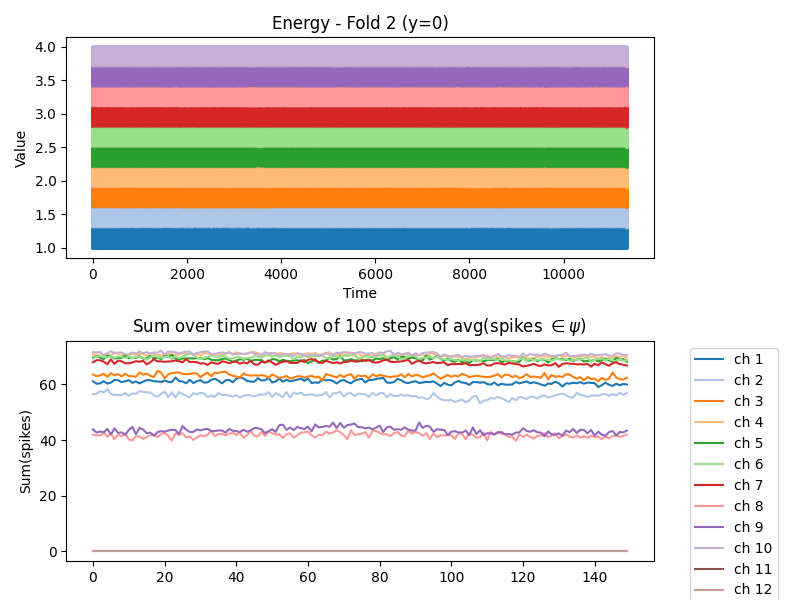 Energy - Fold 2 (y=0)
4.0
3.5
3.0
2.5
2.0
1.5
1.0
Value
0 2000 4000 6000 8000 10000
Time
Sum over timewindow of 100 steps of avg(spikes ∈ ψ)
60
40
20
0
Sum(spikes)
0 20 40 60 80 100 120 140
ch 1
ch 2
ch 3
ch 4
ch 5
ch 6
ch 7
ch 8
ch 9
ch 10
ch 11
ch 12